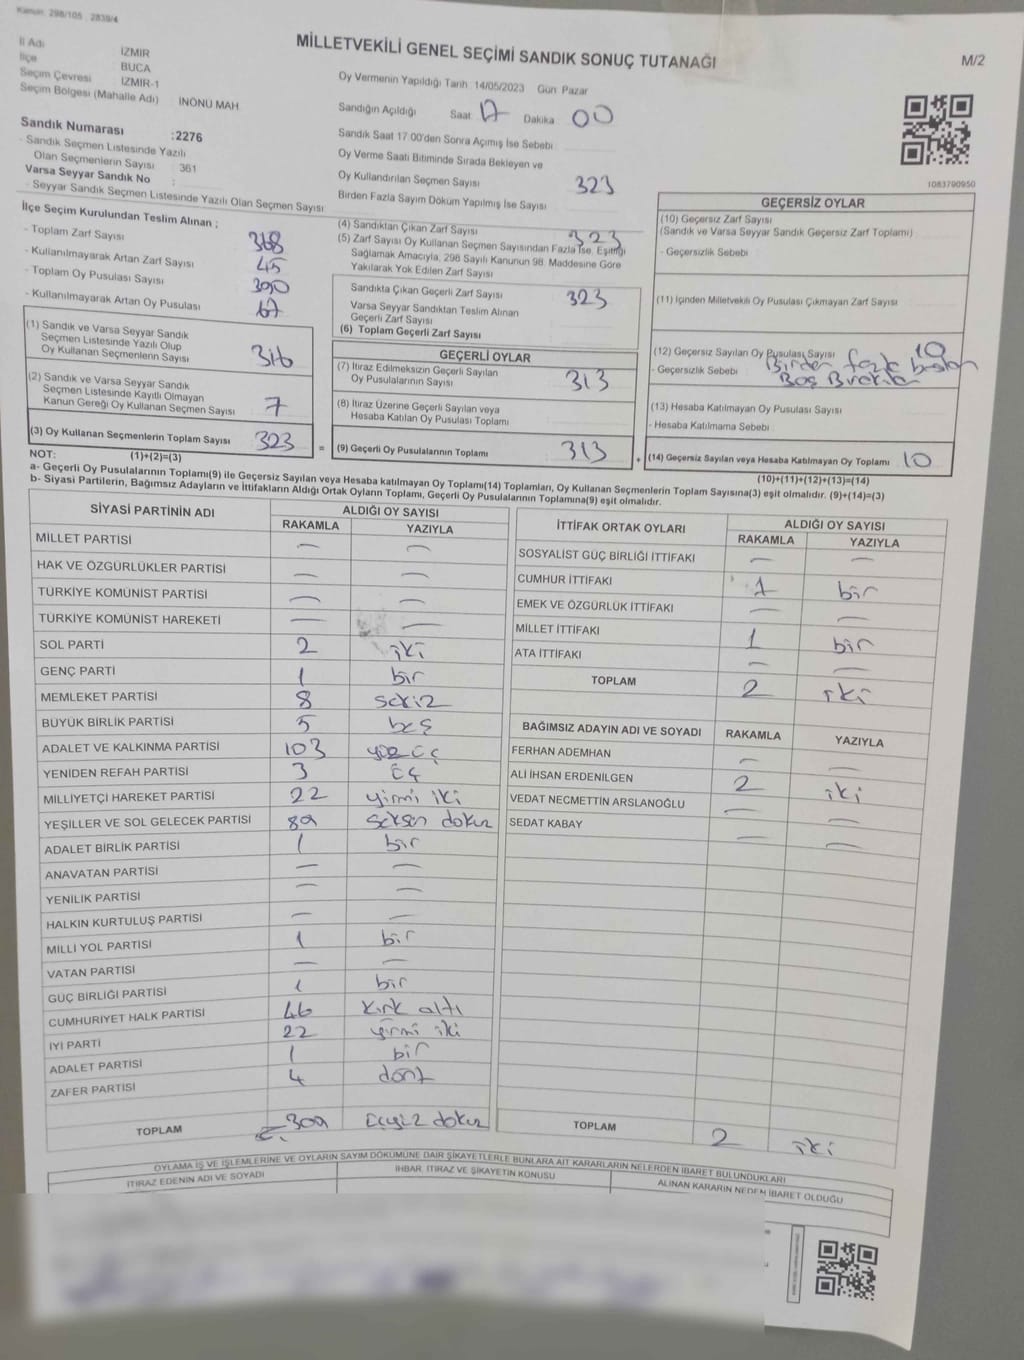 Kanun: 298/105 , 2839/4
MİLLETVEKİLİ GENEL SEÇİMİ SANDIK SONUÇ TUTANAĞI
M/2
İl Adı İZMİR
İlçe BUCA
Seçim Çevresi İZMİR-1
Seçim Bölgesi (Mahalle Adı) İNÖNÜ MAH
Sandık Numarası :2276
- Sandık Seçmen Listesinde Yazılı
Olan Seçmenlerin Sayısı : 361
Varsa Seyyar Sandık No :
- Seyyar Sandık Seçmen Listesinde Yazılı Olan Seçmen Sayısı
Oy Vermenin Yapıldığı Tarih :14/05/2023 Gün: Pazar
Sandığın Açıldığı Saat: 17 Dakika 00
Sandık Saat 17:00'den Sonra Açılmış İse Sebebi
Oy Verme Saati Bitiminde Sırada Bekleyen ve
Oy Kullandırılan Seçmen Sayısı 323
Birden Fazla Sayım Döküm Yapılmış İse Sayısı
1083790950
İlçe Seçim Kurulundan Teslim Alınan ;
- Toplam Zarf Sayısı 368
- Kullanılmayarak Artan Zarf Sayısı 45
- Toplam Oy Pusulası Sayısı 390
- Kullanılmayarak Artan Oy Pusulası 67
(1) Sandık ve Varsa Seyyar Sandık
Seçmen Listesinde Yazılı Olup
Oy Kullanan Seçmenlerin Sayısı 316
(2) Sandık ve Varsa Seyyar Sandık
Seçmen Listesinde Kayıtlı Olmayan
Kanun Gereği Oy Kullanan Seçmen Sayısı 7
(3) Oy Kullanan Seçmenlerin Toplam Sayısı 323 =
(4) Sandıktan Çıkan Zarf Sayısı 323
(5) Zarf Sayısı Oy Kullanan Seçmen Sayısından Fazla İse, Eşitliği
Sağlamak Amacıyla, 298 Sayılı Kanunun 98. Maddesine Göre
Yakılarak Yok Edilen Zarf Sayısı
Sandıkta Çıkan Geçerli Zarf Sayısı 323
Varsa Seyyar Sandıktan Teslim Alınan
Geçerli Zarf Sayısı
(6) Toplam Geçerli Zarf Sayısı
GEÇERLİ OYLAR
(7) İtiraz Edilmeksizin Geçerli Sayılan
Oy Pusulalarının Sayısı 313
(8) İtiraz Üzerine Geçerli Sayılan veya
Hesaba Katılan Oy Pusulası Toplamı
(9) Geçerli Oy Pusulalarının Toplamı 313 +
GEÇERSİZ OYLAR
(10) Geçersiz Zarf Sayısı
(Sandık ve Varsa Seyyar Sandık Geçersiz Zarf Toplamı)
- Geçersizlik Sebebi
(11) İçinden Milletvekili Oy Pusulası Çıkmayan Zarf Sayısı
(12) Geçersiz Sayılan Oy Pusulası Sayısı 10
- Geçersizlik Sebebi Birden fazla
Boş
(13) Hesaba Katılmayan Oy Pusulası Sayısı
- Hesaba Katılmama Sebebi
(14) Geçersiz Sayılan veya Hesaba Katılmayan Oy Toplamı 10
NOT: (1)+(2)=(3) (10)+(11)+(12)+(13)=(14)
a- Geçerli Oy Pusulalarının Toplamı(9) ile Geçersiz Sayılan veya Hesaba katılmayan Oy Toplamı(14) Toplamları, Oy Kullanan Seçmenlerin Toplam Sayısına(3) eşit olmalıdır. (9)+(14)=(3)
b- Siyasi Partilerin, Bağımsız Adayların ve İttifakların Aldığı Ortak Oyların Toplamı, Geçerli Oy Pusulalarının Toplamına(9) eşit olmalıdır.
SİYASİ PARTİNİN ADI ALDIĞI OY SAYISI
RAKAMLA YAZIYLA
MİLLET PARTİSİ — —
HAK VE ÖZGÜRLÜKLER PARTİSİ — —
TÜRKİYE KOMÜNİST PARTİSİ — —
TÜRKİYE KOMÜNİST HAREKETİ — —
SOL PARTİ 2 iki
GENÇ PARTİ 1 bir
MEMLEKET PARTİSİ 8 sekiz
BÜYÜK BİRLİK PARTİSİ 5 beş
ADALET VE KALKINMA PARTİSİ 103 yüz üç
YENİDEN REFAH PARTİSİ 3 üç
MİLLİYETÇİ HAREKET PARTİSİ 22 yirmi iki
YEŞİLLER VE SOL GELECEK PARTİSİ 89 seksen dokuz
ADALET BİRLİK PARTİSİ 1 bir
ANAVATAN PARTİSİ — —
YENİLİK PARTİSİ — —
HALKIN KURTULUŞ PARTİSİ — —
MİLLİ YOL PARTİSİ 1 bir
VATAN PARTİSİ — —
GÜÇ BİRLİĞİ PARTİSİ 1 bir
CUMHURİYET HALK PARTİSİ 46 kırk altı
İYİ PARTİ 22 yirmi iki
ADALET PARTİSİ 1 bir
ZAFER PARTİSİ 4 dört
TOPLAM 309 üçyüz dokuz
İTTİFAK ORTAK OYLARI ALDIĞI OY SAYISI
RAKAMLA YAZIYLA
SOSYALİST GÜÇ BİRLİĞİ İTTİFAKI — —
CUMHUR İTTİFAKI 1 bir
EMEK VE ÖZGÜRLÜK İTTİFAKI — —
MİLLET İTTİFAKI 1 bir
ATA İTTİFAKI — —
TOPLAM 2 iki
BAĞIMSIZ ADAYIN ADI VE SOYADI RAKAMLA YAZIYLA
FERHAN ADEMHAN — —
ALİ İHSAN ERDENİLGEN 2 iki
VEDAT NECMETTİN ARSLANOĞLU — —
SEDAT KABAY — —
TOPLAM 2 iki
OYLAMA İŞ VE İŞLEMLERİNE VE OYLARIN SAYIM DÖKÜMÜNE DAİR ŞİKAYETLERLE BUNLARA AİT KARARLARIN NELERDEN İBARET BULUNDUKLARI
İTİRAZ EDENİN ADI VE SOYADI İHBAR, İTİRAZ VE ŞİKAYETİN KONUSU ALINAN KARARIN NEDEN İBARET OLDUĞU